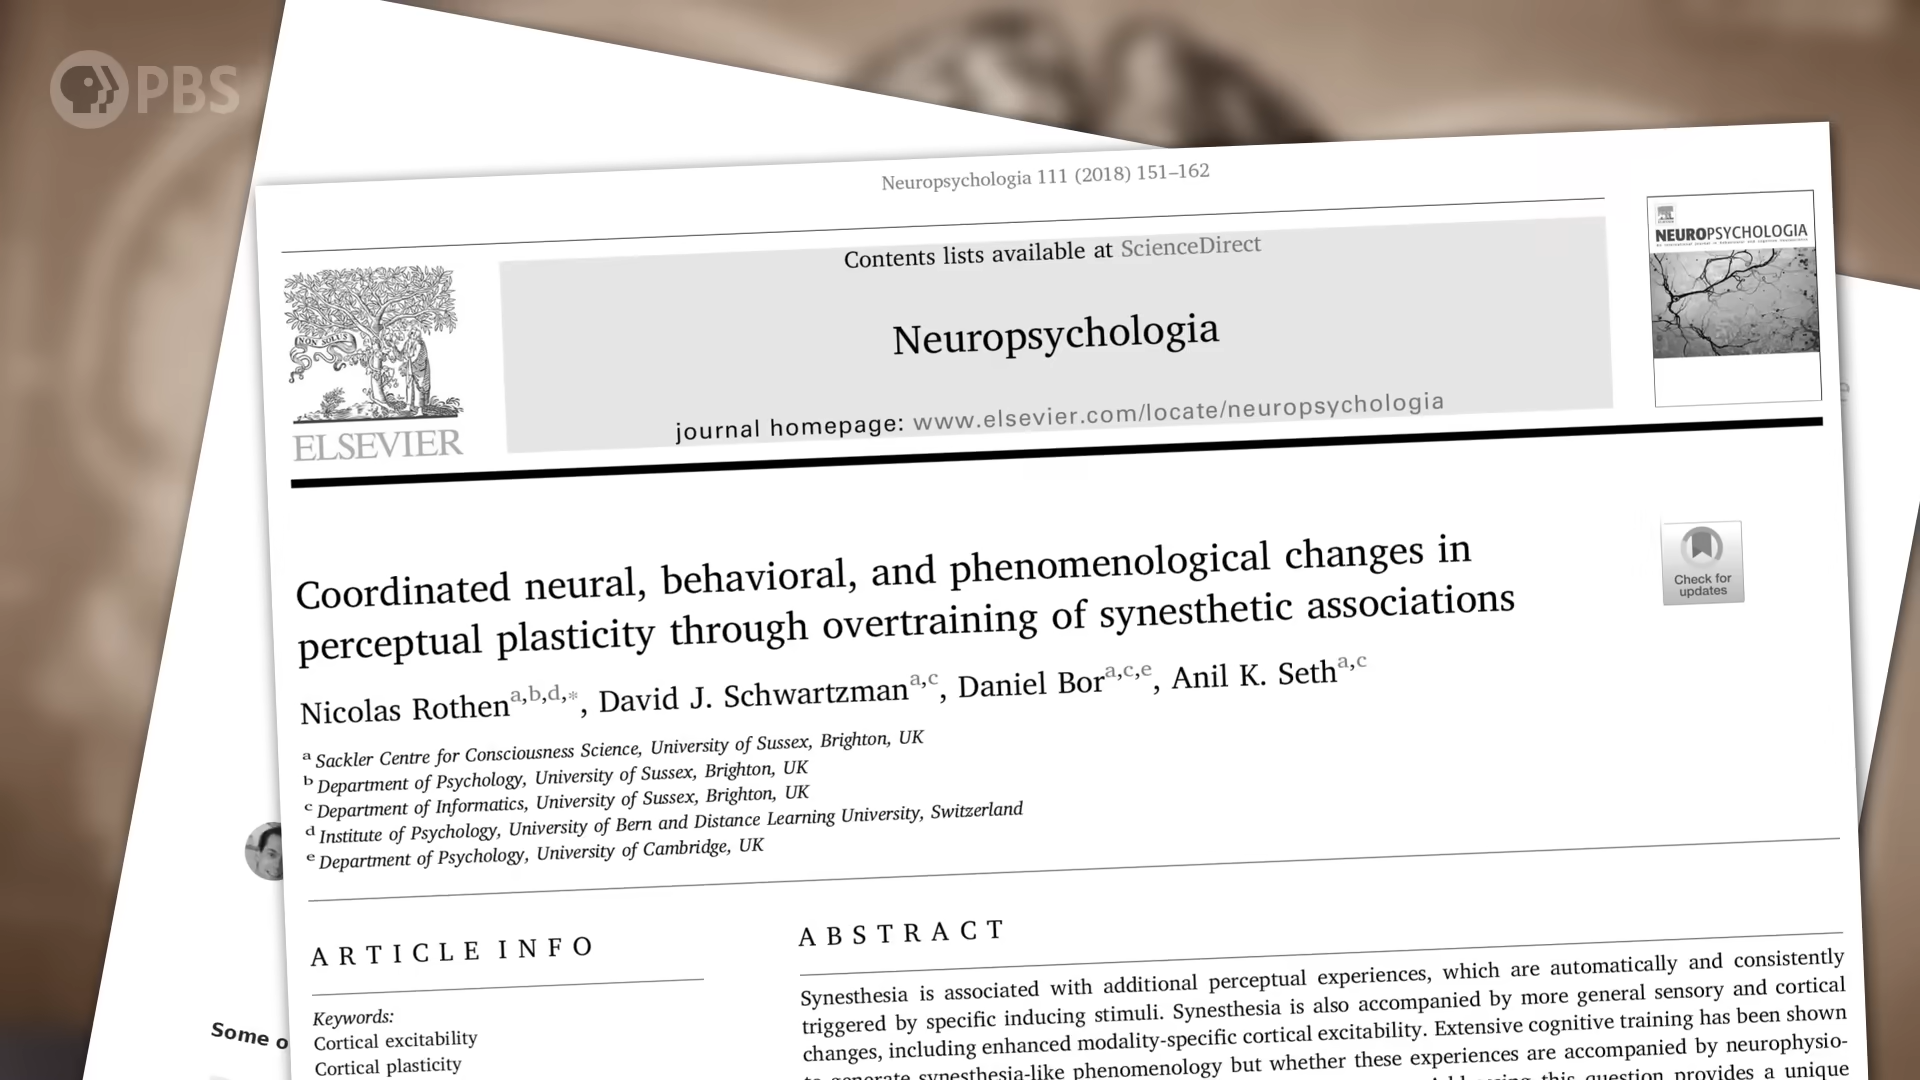 PBS
Neuropsychologia 111 (2018) 151–162
Contents lists available at ScienceDirect
Neuropsychologia
journal homepage: www.elsevier.com/locate/neuropsychologia
NON SOLUS
ELSEVIER
NEUROPSYCHOLOGIA
Check for
updates
Coordinated neural, behavioral, and phenomenological changes in
perceptual plasticity through overtraining of synesthetic associations
Nicolas Rothen a,b,d,*, David J. Schwartzman a,c, Daniel Bor a,c,e, Anil K. Seth a,c
a Sackler Centre for Consciousness Science, University of Sussex, Brighton, UK
b Department of Psychology, University of Sussex, Brighton, UK
c Department of Informatics, University of Sussex, Brighton, UK
d Institute of Psychology, University of Bern and Distance Learning University, Switzerland
e Department of Psychology, University of Cambridge, UK
ARTICLE INFO
Keywords:
Cortical excitability
Cortical plasticity
ABSTRACT
Synesthesia is associated with additional perceptual experiences, which are automatically and consistently
triggered by specific inducing stimuli. Synesthesia is also accompanied by more general sensory and cortical
changes, including enhanced modality-specific cortical excitability. Extensive cognitive training has been shown
to generate synesthesia-like phenomenology but whether these experiences are accompanied by neurophysio-
this question provides a unique
Some o